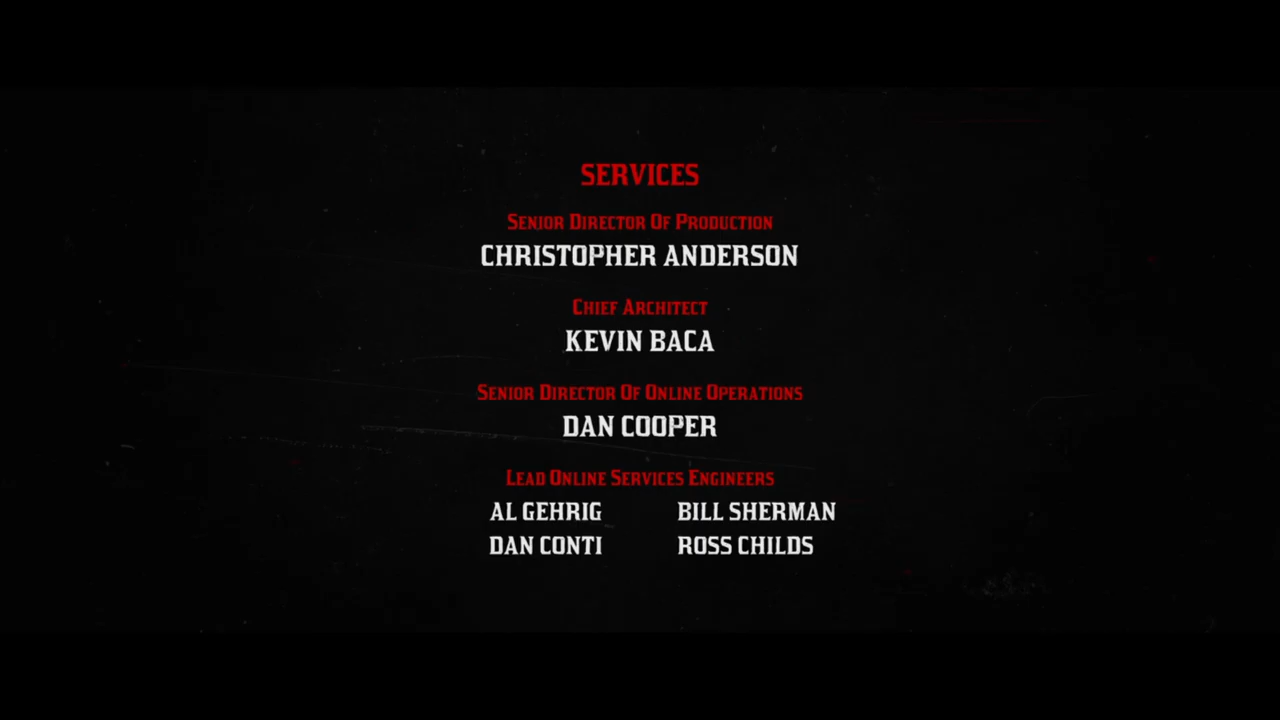 SERVICES
Senior Director Of Production
CHRISTOPHER ANDERSON
Chief Architect
KEVIN BACA
Senior Director Of Online Operations
DAN COOPER
Lead Online Services Engineers
AL GEHRIG BILL SHERMAN
DAN CONTI ROSS CHILDS